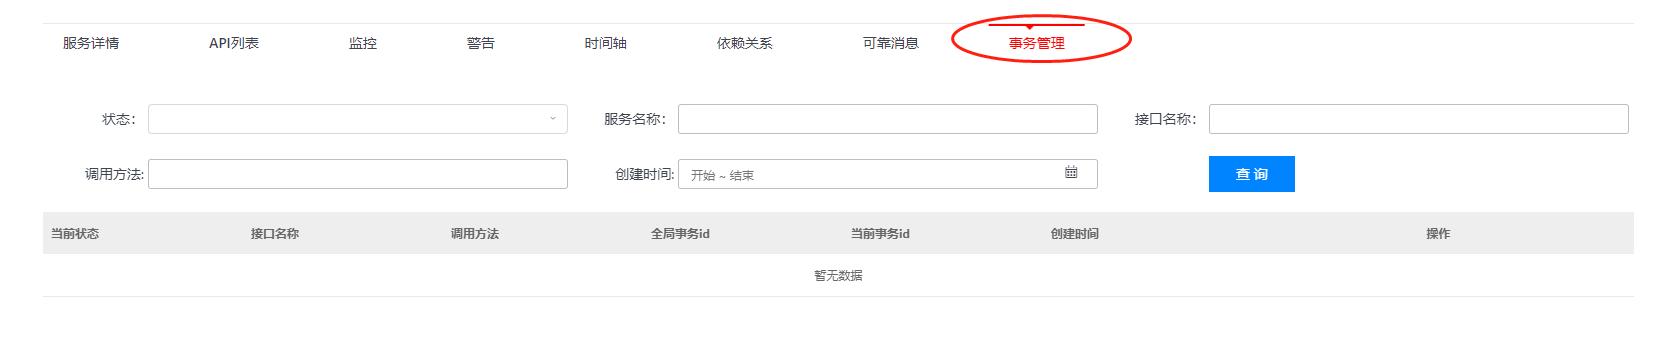 服务详情 API列表 监控 警告 时间轴 依赖关系 可靠消息 事务管理
状态： 服务名称： 接口名称：
调用方法: 创建时间: 开始 ~ 结束 查 询
当前状态 接口名称 调用方法 全局事务id 当前事务id 创建时间 操作
暂无数据